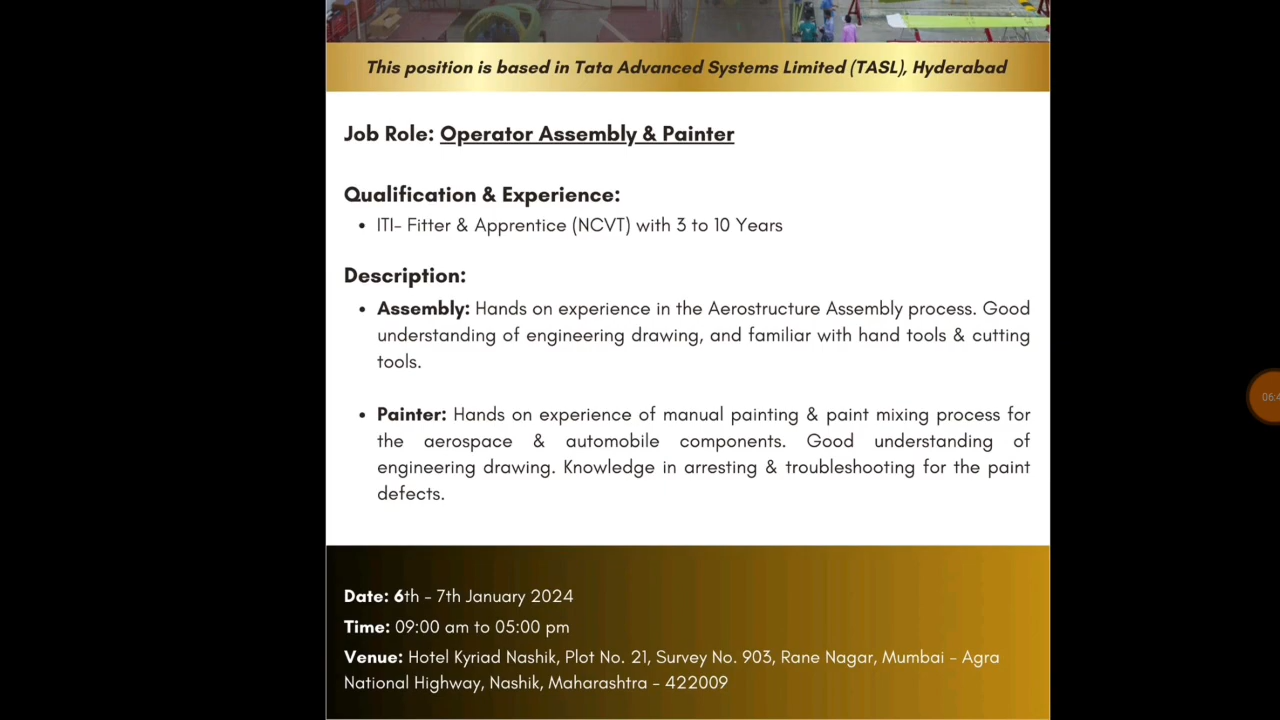 This position is based in Tata Advanced Systems Limited (TASL), Hyderabad
Job Role: Operator Assembly & Painter
Qualification & Experience:
• ITI- Fitter & Apprentice (NCVT) with 3 to 10 Years
Description:
• Assembly: Hands on experience in the Aerostructure Assembly process. Good
understanding of engineering drawing, and familiar with hand tools & cutting
tools.
• Painter: Hands on experience of manual painting & paint mixing process for
the aerospace & automobile components. Good understanding of
engineering drawing. Knowledge in arresting & troubleshooting for the paint
defects.
Date: 6th - 7th January 2024
Time: 09:00 am to 05:00 pm
Venue: Hotel Kyriad Nashik, Plot No. 21, Survey No. 903, Rane Nagar, Mumbai - Agra
National Highway, Nashik, Maharashtra - 422009